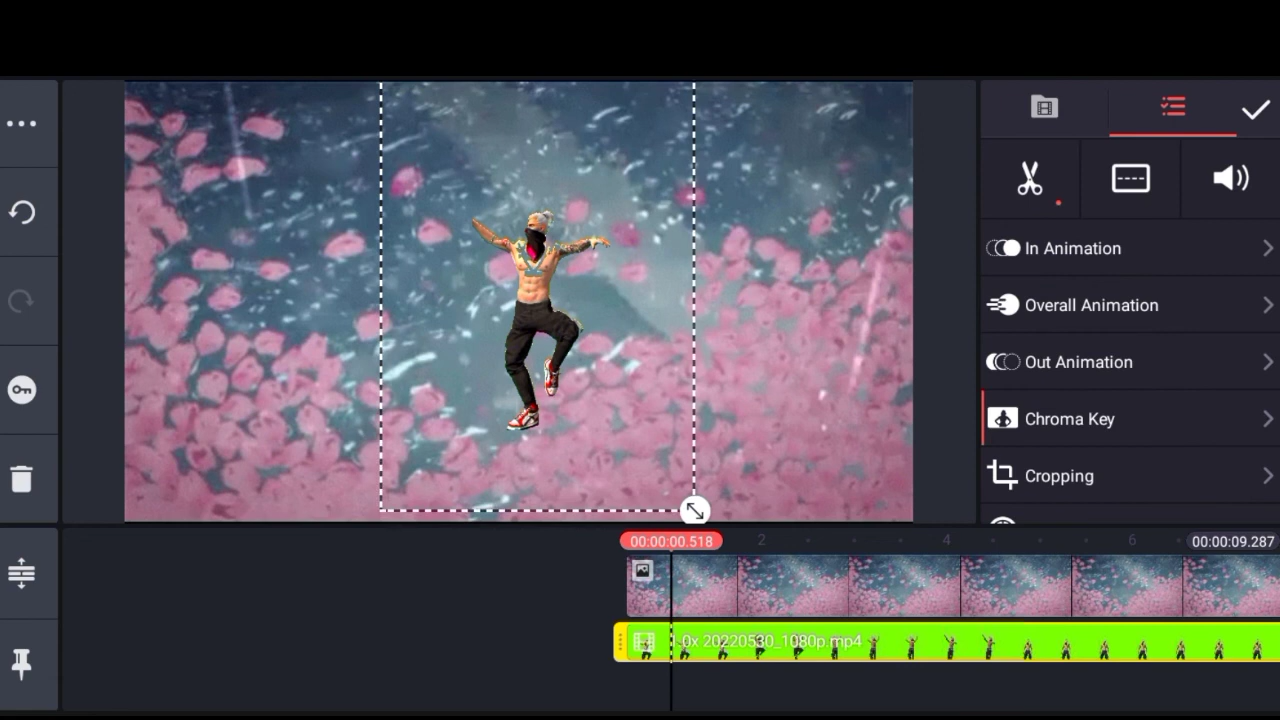 In Animation
Overall Animation
Out Animation
Chroma Key
Cropping
00:00:00.518
2
4
6
00:00:09.287
1.0x 20220530_1080p.mp4